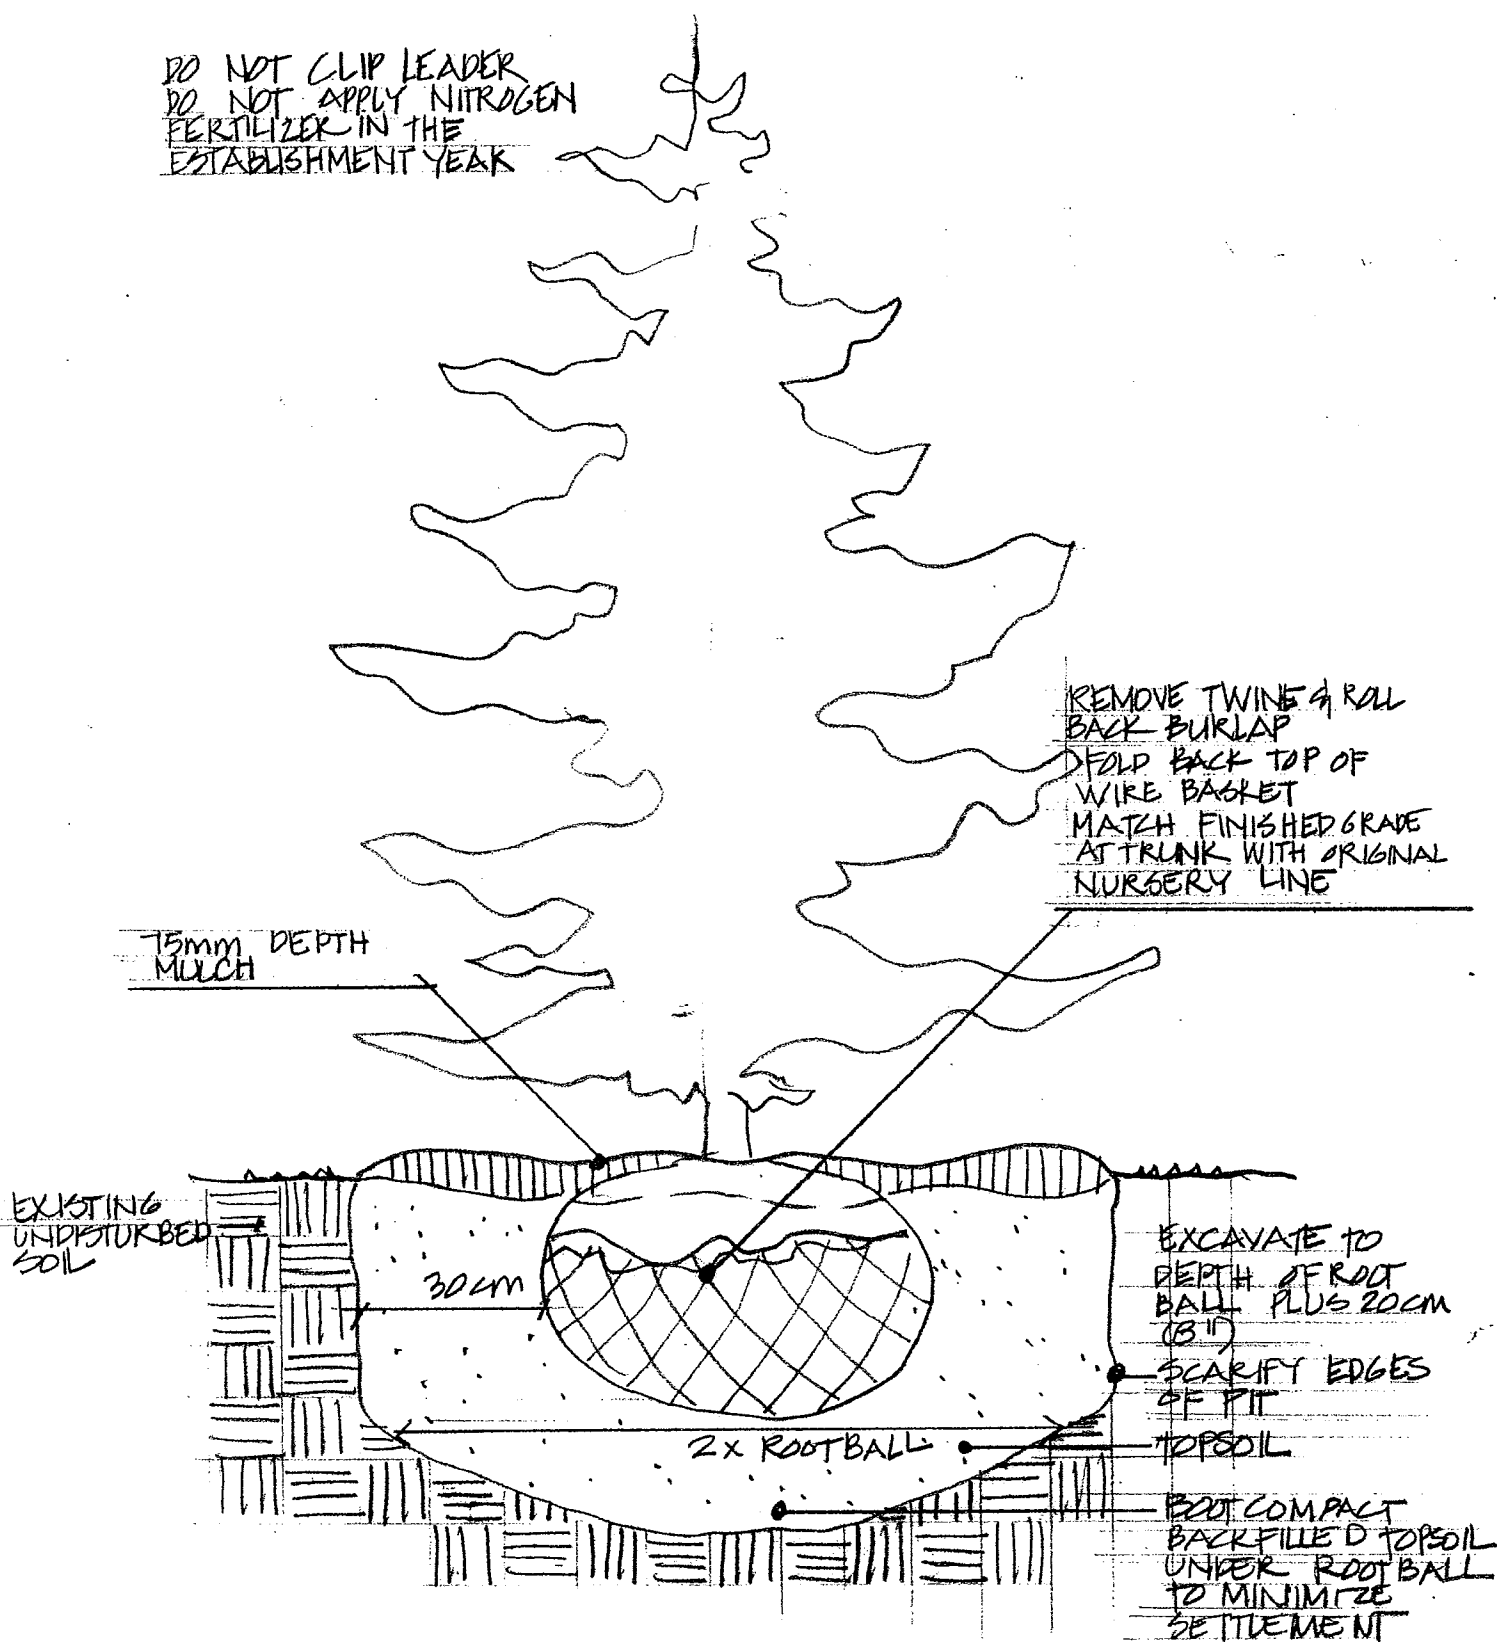 DO NOT CLIP LEADER
DO NOT APPLY NITROGEN
FERTILIZER IN THE
ESTABLISHMENT YEAR
REMOVE TWINE & ROLL
BACK BURLAP
FOLD BACK TOP OF
WIRE BASKET
MATCH FINISHED GRADE
AT TRUNK WITH ORIGINAL
NURSERY LINE
75mm DEPTH
MULCH
EXISTING
UNDISTURBED
SOIL
30cm
EXCAVATE TO
DEPTH OF ROOT
BALL PLUS 20cm
(8")
SCARIFY EDGES
OF PIT
2x ROOTBALL
TOPSOIL
BOOT COMPACT
BACKFILLED TOPSOIL
UNDER ROOTBALL
TO MINIMIZE
SETTLEMENT